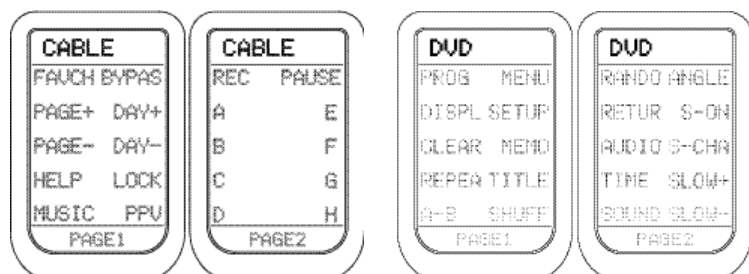 CABLE
FAVCH BYPAS
PAGE+ DAY+
PAGE- DAY-
HELP LOCK
MUSIC PPV
PAGE1
CABLE
REC PAUSE
A E
B F
C G
D H
PAGE2
DVD
PROG MENU
DISPL SETUP
CLEAR MEMO
REPEA TITLE
A-B SHUFF
PAGE1
DVD
RANDO ANGLE
RETUR S-ON
AUDIO S-CHA
TIME SLOW+
SOUND SLOW-
PAGE2